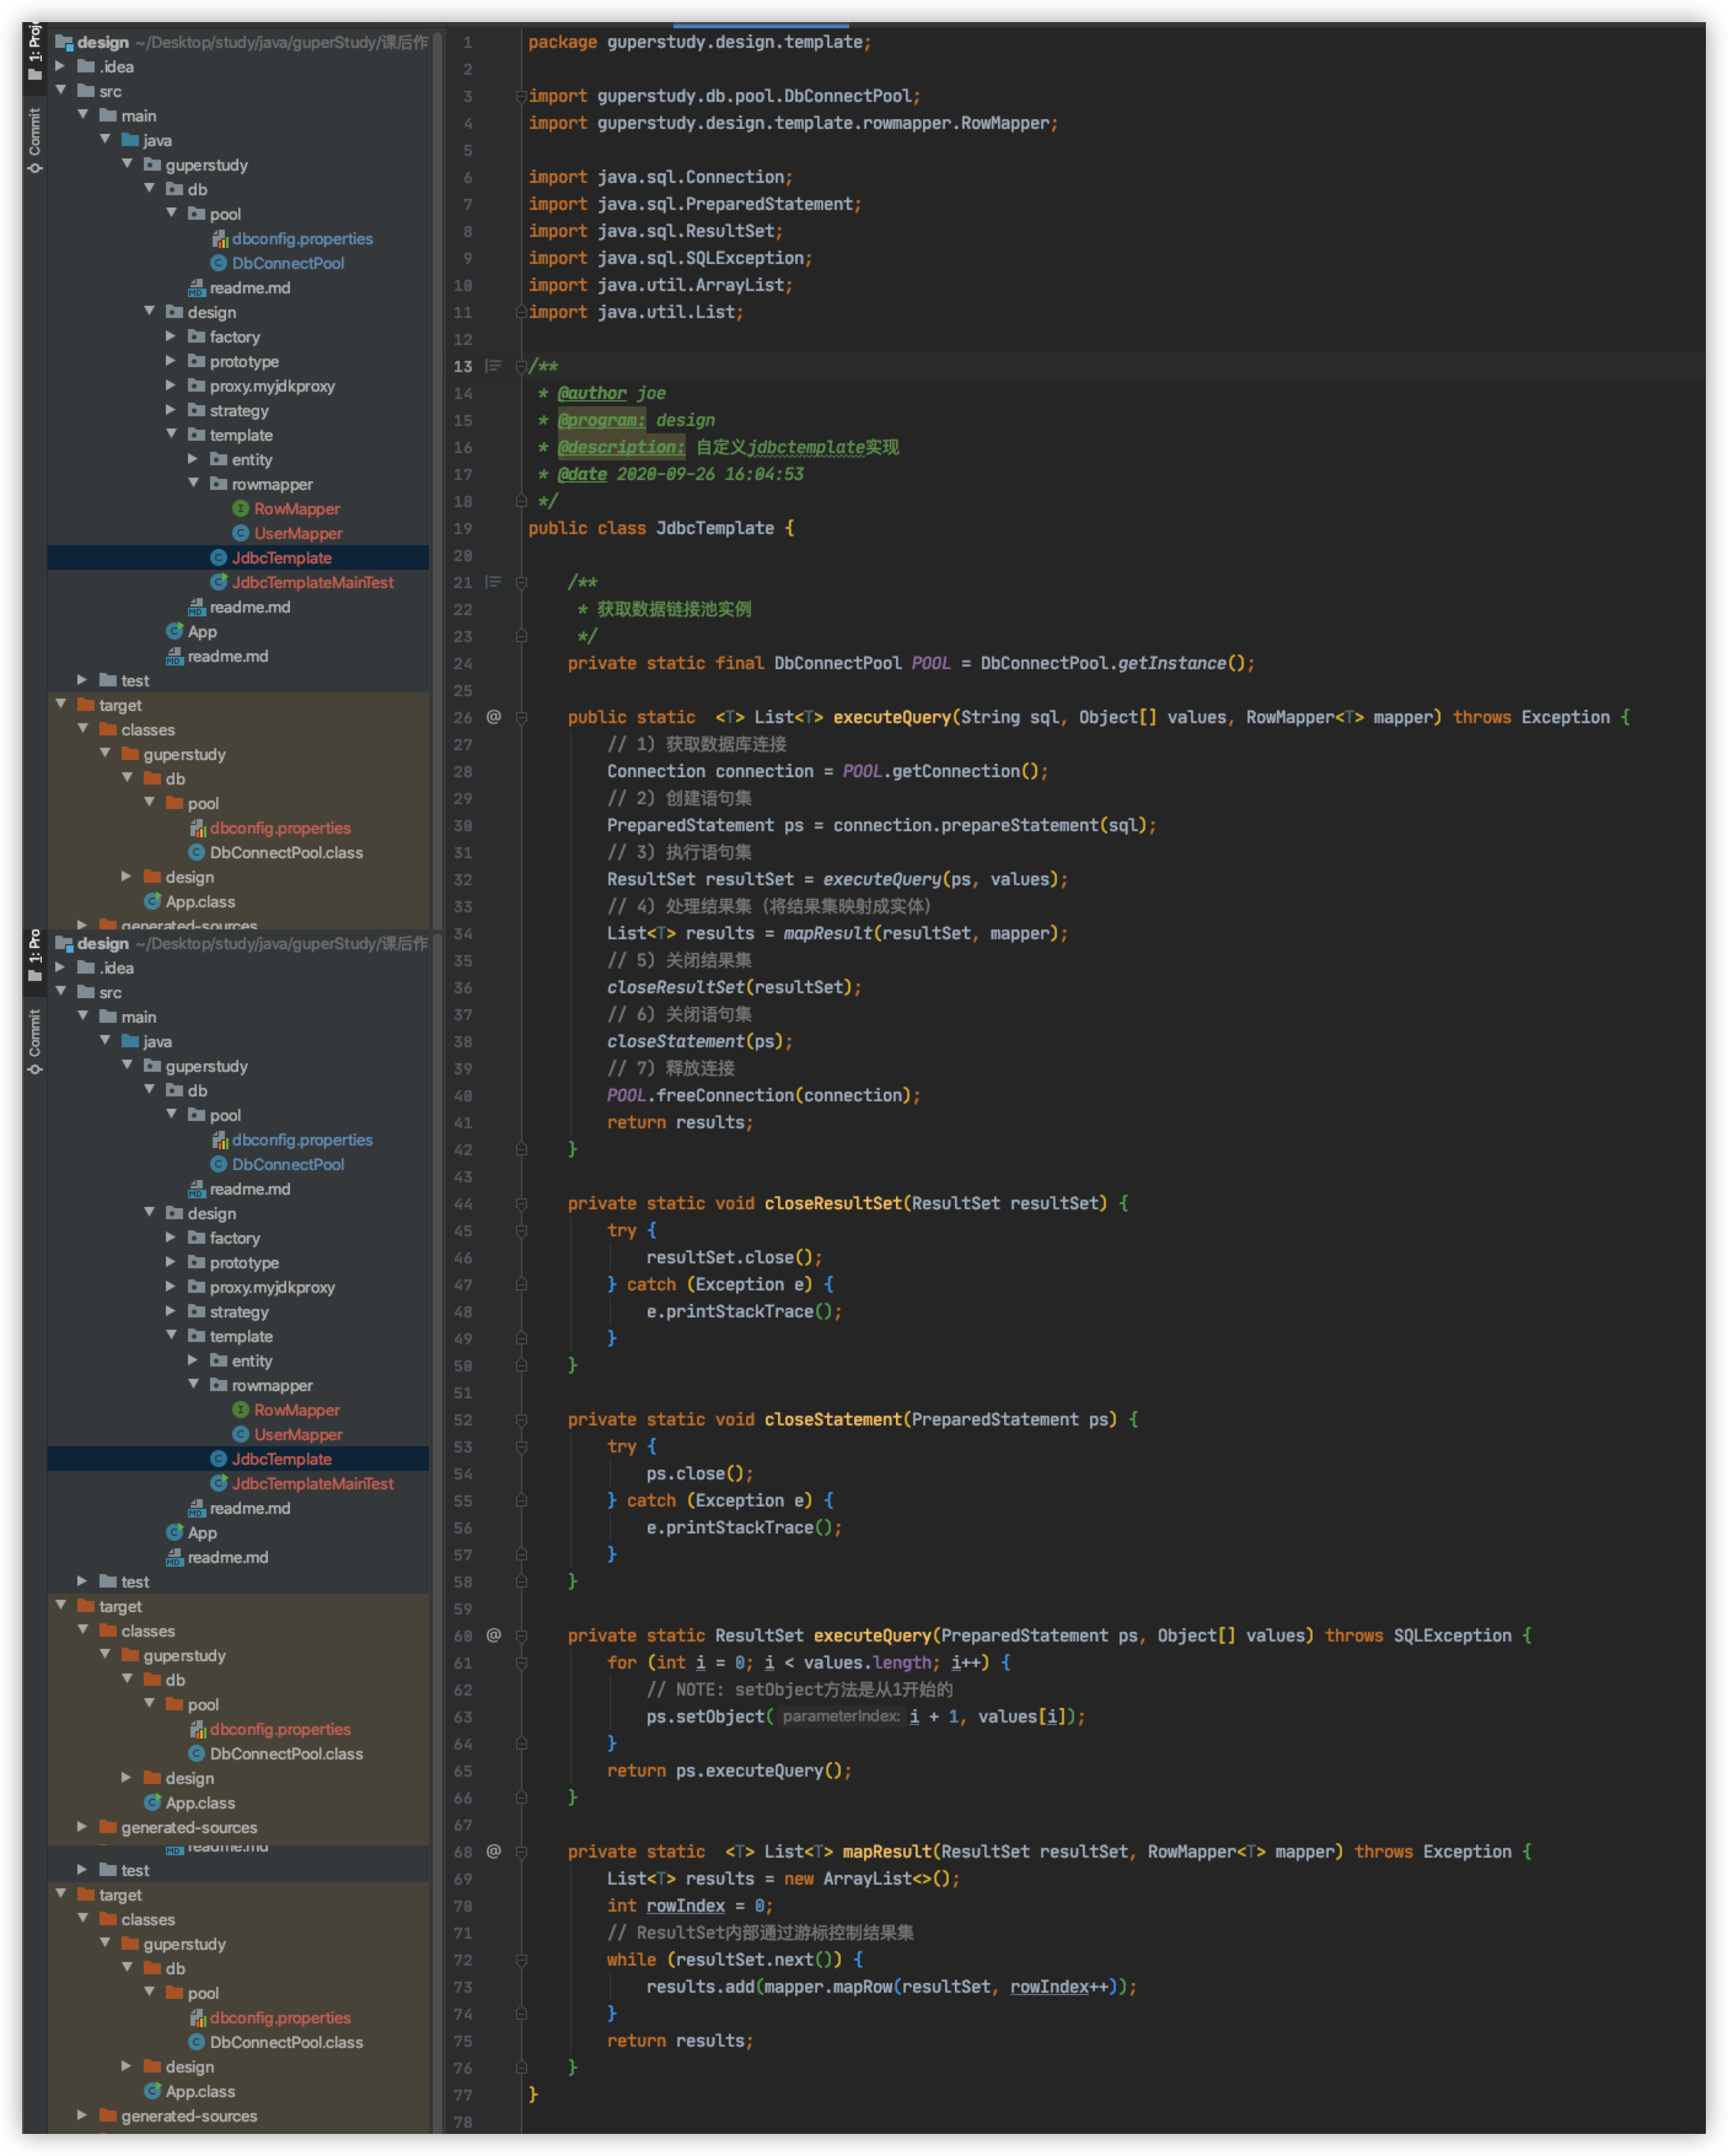 1: Proj
Commit
design ~/Desktop/study/java/guperStudy/课后作
.idea
src
main
java
guperstudy
db
pool
dbconfig.properties
DbConnectPool
readme.md
design
factory
prototype
proxy.myjdkproxy
strategy
template
entity
rowmapper
RowMapper
UserMapper
JdbcTemplate
JdbcTemplateMainTest
readme.md
App
readme.md
test
target
classes
guperstudy
db
pool
dbconfig.properties
DbConnectPool.class
design
App.class
generated-sources
1: Pro
Commit
design ~/Desktop/study/java/guperStudy/课后作
.idea
src
main
java
guperstudy
db
pool
dbconfig.properties
DbConnectPool
readme.md
design
factory
prototype
proxy.myjdkproxy
strategy
template
entity
rowmapper
RowMapper
UserMapper
JdbcTemplate
JdbcTemplateMainTest
readme.md
App
readme.md
test
target
classes
guperstudy
db
pool
dbconfig.properties
DbConnectPool.class
design
App.class
generated-sources
readme.md
test
target
classes
guperstudy
db
pool
dbconfig.properties
DbConnectPool.class
design
App.class
generated-sources
1 package guperstudy.design.template;
2
3 import guperstudy.db.pool.DbConnectPool;
4 import guperstudy.design.template.rowmapper.RowMapper;
5
6 import java.sql.Connection;
7 import java.sql.PreparedStatement;
8 import java.sql.ResultSet;
9 import java.sql.SQLException;
10 import java.util.ArrayList;
11 import java.util.List;
12
13 /**
14 * @author joe
15 * @program: design
16 * @description: 自定义jdbctemplate实现
17 * @date 2020-09-26 16:04:53
18 */
19 public class JdbcTemplate {
20
21 /**
22 * 获取数据链接池实例
23 */
24 private static final DbConnectPool POOL = DbConnectPool.getInstance();
25
26 @ public static <T> List<T> executeQuery(String sql, Object[] values, RowMapper<T> mapper) throws Exception {
27 // 1) 获取数据库连接
28 Connection connection = POOL.getConnection();
29 // 2) 创建语句集
30 PreparedStatement ps = connection.prepareStatement(sql);
31 // 3) 执行语句集
32 ResultSet resultSet = executeQuery(ps, values);
33 // 4) 处理结果集（将结果集映射成实体）
34 List<T> results = mapResult(resultSet, mapper);
35 // 5) 关闭结果集
36 closeResultSet(resultSet);
37 // 6) 关闭语句集
38 closeStatement(ps);
39 // 7) 释放连接
40 POOL.freeConnection(connection);
41 return results;
42 }
43
44 private static void closeResultSet(ResultSet resultSet) {
45 try {
46 resultSet.close();
47 } catch (Exception e) {
48 e.printStackTrace();
49 }
50 }
51
52 private static void closeStatement(PreparedStatement ps) {
53 try {
54 ps.close();
55 } catch (Exception e) {
56 e.printStackTrace();
57 }
58 }
59
60 @ private static ResultSet executeQuery(PreparedStatement ps, Object[] values) throws SQLException {
61 for (int i = 0; i < values.length; i++) {
62 // NOTE: setObject方法是从1开始的
63 ps.setObject( parameterIndex: i + 1, values[i]);
64 }
65 return ps.executeQuery();
66 }
67
68 @ private static <T> List<T> mapResult(ResultSet resultSet, RowMapper<T> mapper) throws Exception {
69 List<T> results = new ArrayList<>();
70 int rowIndex = 0;
71 // ResultSet内部通过游标控制结果集
72 while (resultSet.next()) {
73 results.add(mapper.mapRow(resultSet, rowIndex++));
74 }
75 return results;
76 }
77 }
78